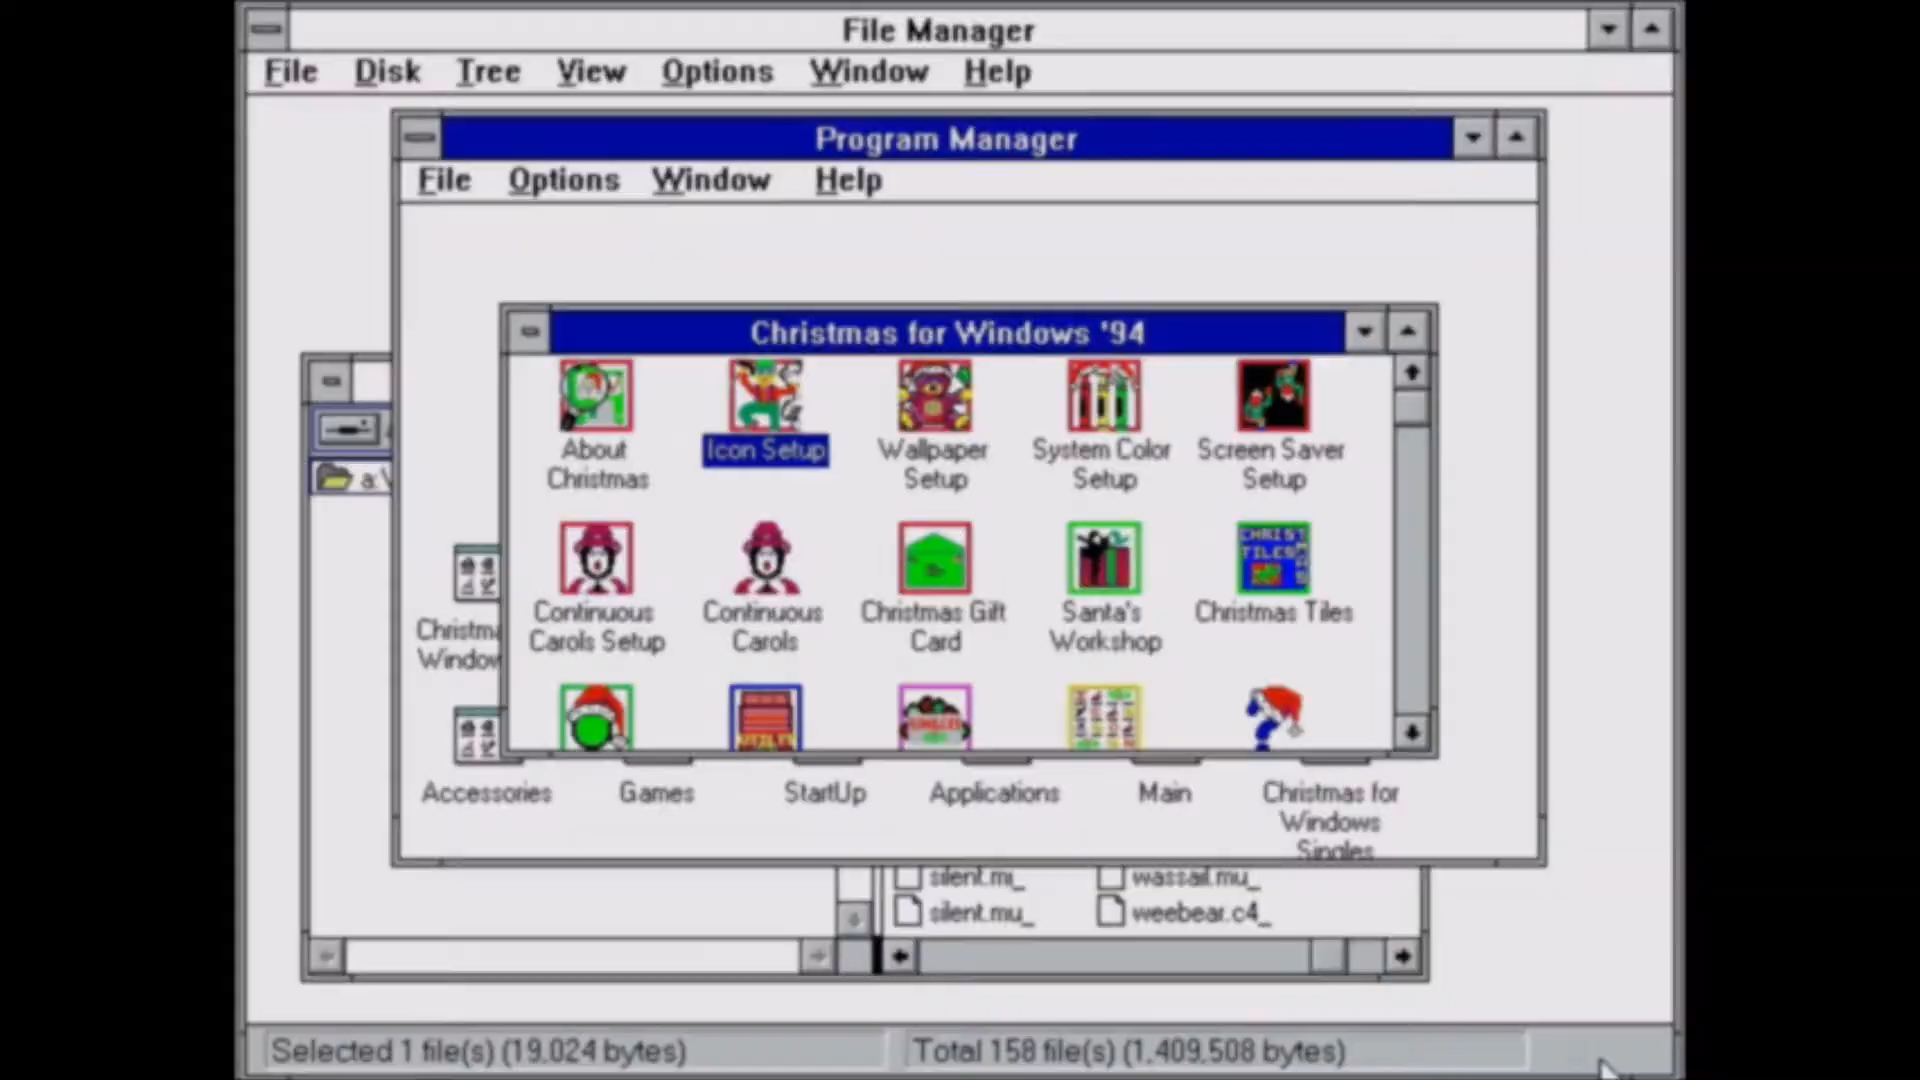 File Manager
File Disk Tree View Options Window Help
Program Manager
File Options Window Help
Christmas for Windows '94
About
Christmas
Icon Setup
Wallpaper
Setup
System Color
Setup
Screen Saver
Setup
a:\
Continuous
Carols Setup
Continuous
Carols
Christmas Gift
Card
Santa's
Workshop
CHRIST
TILES
Christmas Tiles
Accessories
Games
StartUp
Applications
Main
Christmas for
Windows
Singles
silent.mi_
wassail.mu_
silent.mu_
weebear.c4_
Selected 1 file(s) (19,024 bytes)
Total 158 file(s) (1,409,508 bytes)